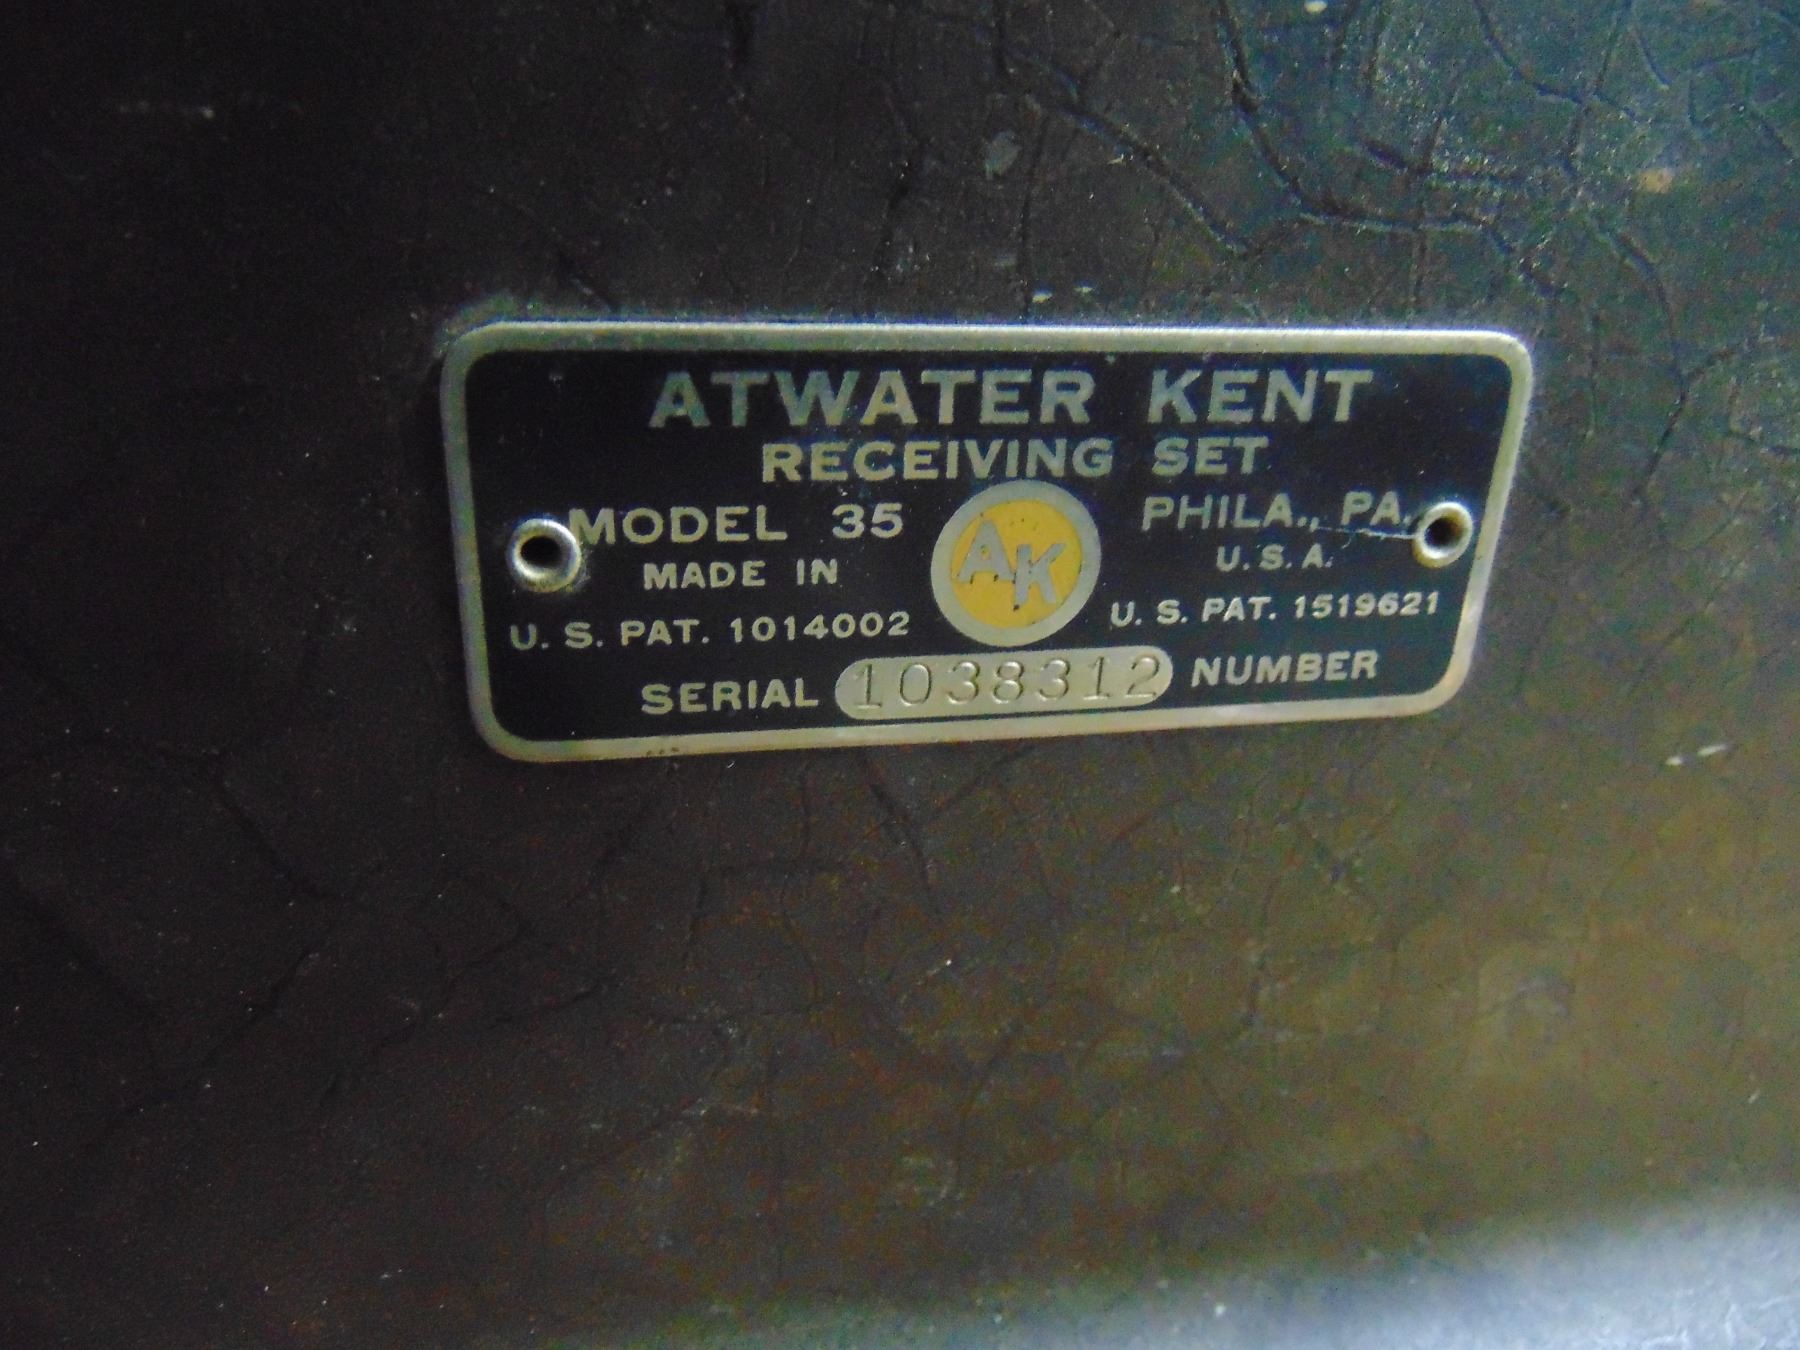 ATWATER KENT
RECEIVING SET
MODEL 35
MADE IN
U. S. PAT. 1014002
AK
PHILA., PA.
U. S. A.
U. S. PAT. 1519621
SERIAL 1038312 NUMBER